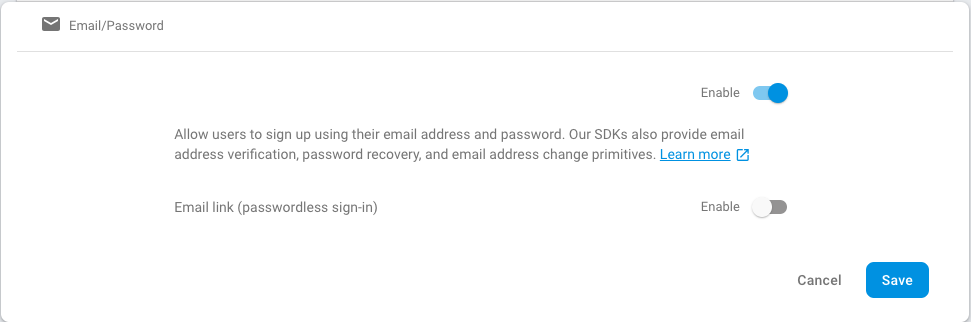 Email/Password
Enable
Allow users to sign up using their email address and password. Our SDKs also provide email
address verification, password recovery, and email address change primitives. Learn more
Email link (passwordless sign-in) Enable
Cancel Save